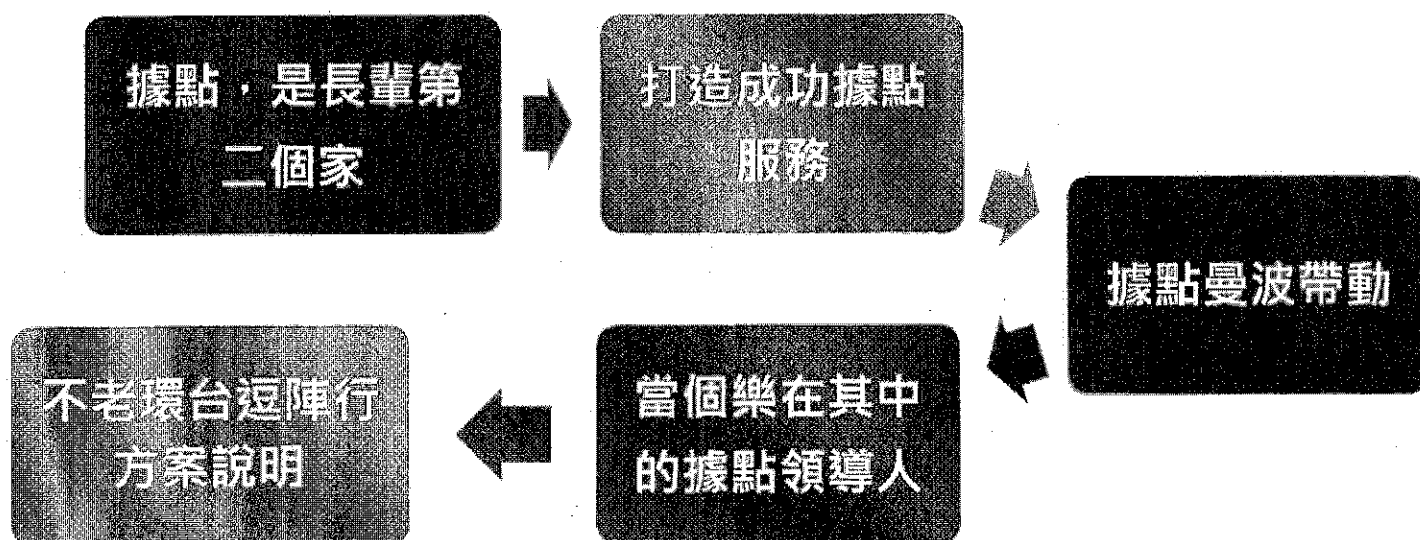 據點，是長輩第
二個家
打造成功據點
服務
據點曼波帶動
當個樂在其中
的據點領導人
不老環台逗陣行
方案說明